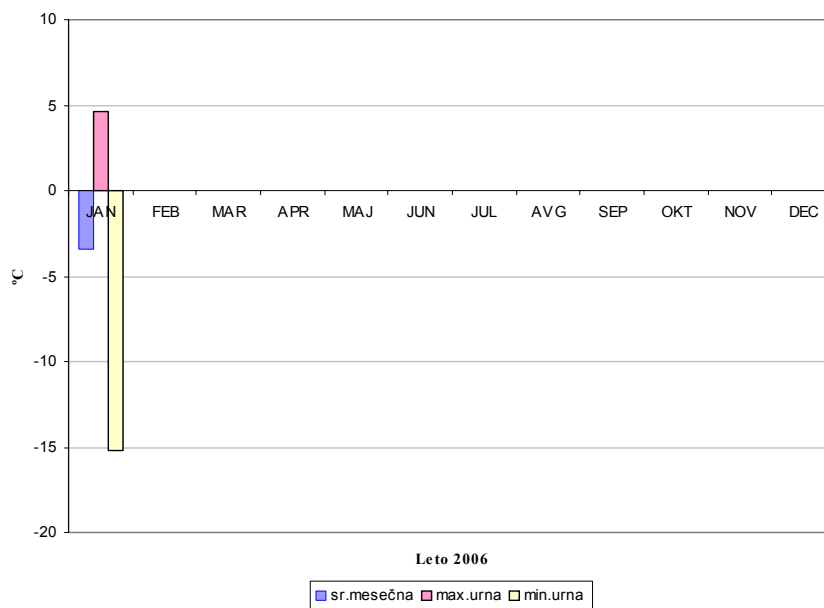 10
5
0
JAN FEB MAR APR MAJ JUN JUL AVG SEP OKT NOV DEC
-5
ºC
-10
-15
-20
Leto 2006
sr.mesečna max.urna min.urna